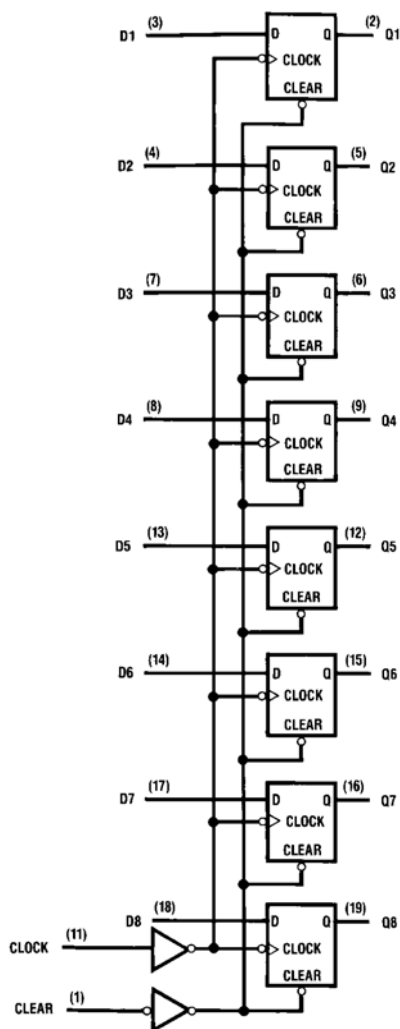 D1 (3) D Q (2) Q1
CLOCK
CLEAR
D2 (4) D Q (5) Q2
CLOCK
CLEAR
D3 (7) D Q (6) Q3
CLOCK
CLEAR
D4 (8) D Q (9) Q4
CLOCK
CLEAR
D5 (13) D Q (12) Q5
CLOCK
CLEAR
D6 (14) D Q (15) Q6
CLOCK
CLEAR
D7 (17) D Q (16) Q7
CLOCK
CLEAR
D8 (18) D Q (19) Q8
CLOCK (11) CLOCK
CLEAR
CLEAR (1)